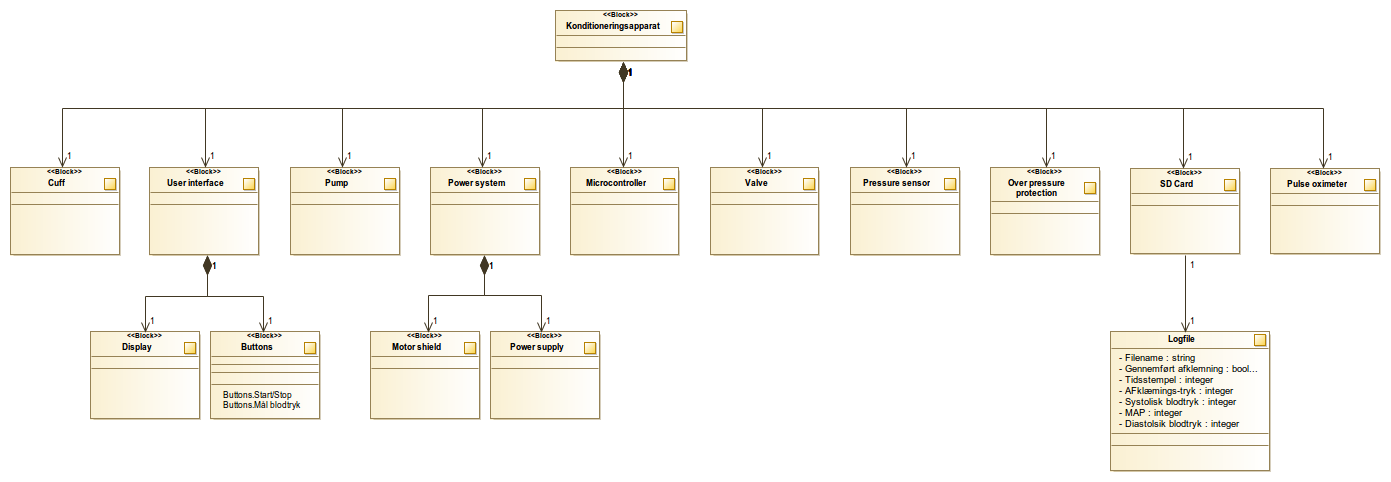 <<Block>>
Konditioneringsapparat
1
1
1
1
1
1
1
1
1
1
1
<<Block>>
Cuff
<<Block>>
User interface
<<Block>>
Pump
<<Block>>
Power system
<<Block>>
Microcontroller
<<Block>>
Valve
<<Block>>
Pressure sensor
<<Block>>
Over pressure
protection
<<Block>>
SD Card
<<Block>>
Pulse oximeter
1
1
1
1
1
1
1
1
<<Block>>
Display
<<Block>>
Buttons
Buttons.Start/Stop
Buttons.Mål blodtryk
<<Block>>
Motor shield
<<Block>>
Power supply
Logfile
- Filename : string
- Gennemført afklemning : bool...
- Tidsstempel : integer
- AFklæmings-tryk : integer
- Systolisk blodtryk : integer
- MAP : integer
- Diastolsik blodtryk : integer